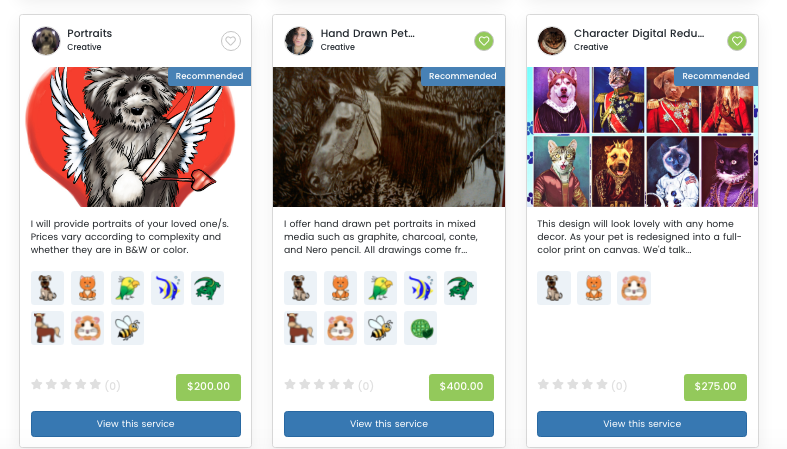 Portraits
Creative
Recommended
I will provide portraits of your loved one/s.
Prices vary according to complexity and
whether they are in B&W or color.
(0)
$200.00
View this service
Hand Drawn Pet...
Creative
Recommended
I offer hand drawn pet portraits in mixed
media such as graphite, charcoal, conte,
and Nero pencil. All drawings come fr...
(0)
$400.00
View this service
Character Digital Redu...
Creative
Recommended
This design will look lovely with any home
decor. As your pet is redesigned into a full-
color print on canvas. We'd talk...
(0)
$275.00
View this service